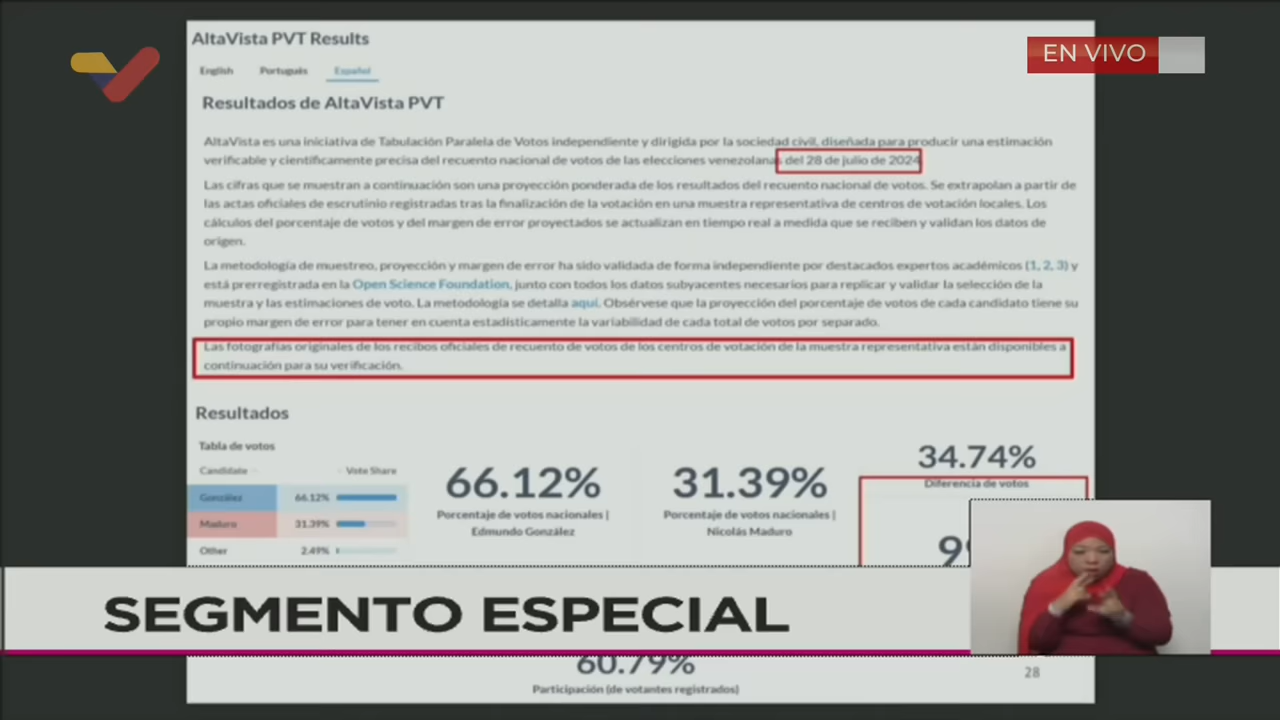 AltaVista PVT Results
EN VIVO
English Português Español
Resultados de AltaVista PVT
AltaVista es una iniciativa de Tabulación Paralela de Votos independiente y dirigida por la sociedad civil, diseñada para producir una estimación
verificable y científicamente precisa del recuento nacional de votos de las elecciones venezolanas del 28 de julio de 2024
Las cifras que se muestran a continuación son una proyección ponderada de los resultados del recuento nacional de votos. Se extrapolan a partir de
las actas oficiales de escrutinio registradas tras la finalización de la votación en una muestra representativa de centros de votación locales. Los
cálculos del porcentaje de votos y del margen de error proyectados se actualizan en tiempo real a medida que se reciben y validan los datos de
origen.
La metodología de muestreo, proyección y margen de error ha sido validada de forma independiente por destacados expertos académicos (1, 2, 3) y
está prerregistrada en la Open Science Foundation, junto con todos los datos subyacentes necesarios para replicar y validar la selección de la
muestra y las estimaciones de voto. La metodología se detalla aquí. Obsérvese que la proyección del porcentaje de votos de cada candidato tiene su
propio margen de error para tener en cuenta estadísticamente la variabilidad de cada total de votos por separado.
Las fotografías originales de los recibos oficiales de recuento de votos de los centros de votación de la muestra representativa están disponibles a
continuación para su verificación.
Resultados
Tabla de votos
Candidate Vote Share
González 66.12%
Maduro 31.39%
Other 2.49%
66.12%
Porcentaje de votos nacionales |
Edmundo González
31.39%
Porcentaje de votos nacionales |
Nicolás Maduro
34.74%
Diferencia de votos
SEGMENTO ESPECIAL
60.79%
Participación (de votantes registrados)
28